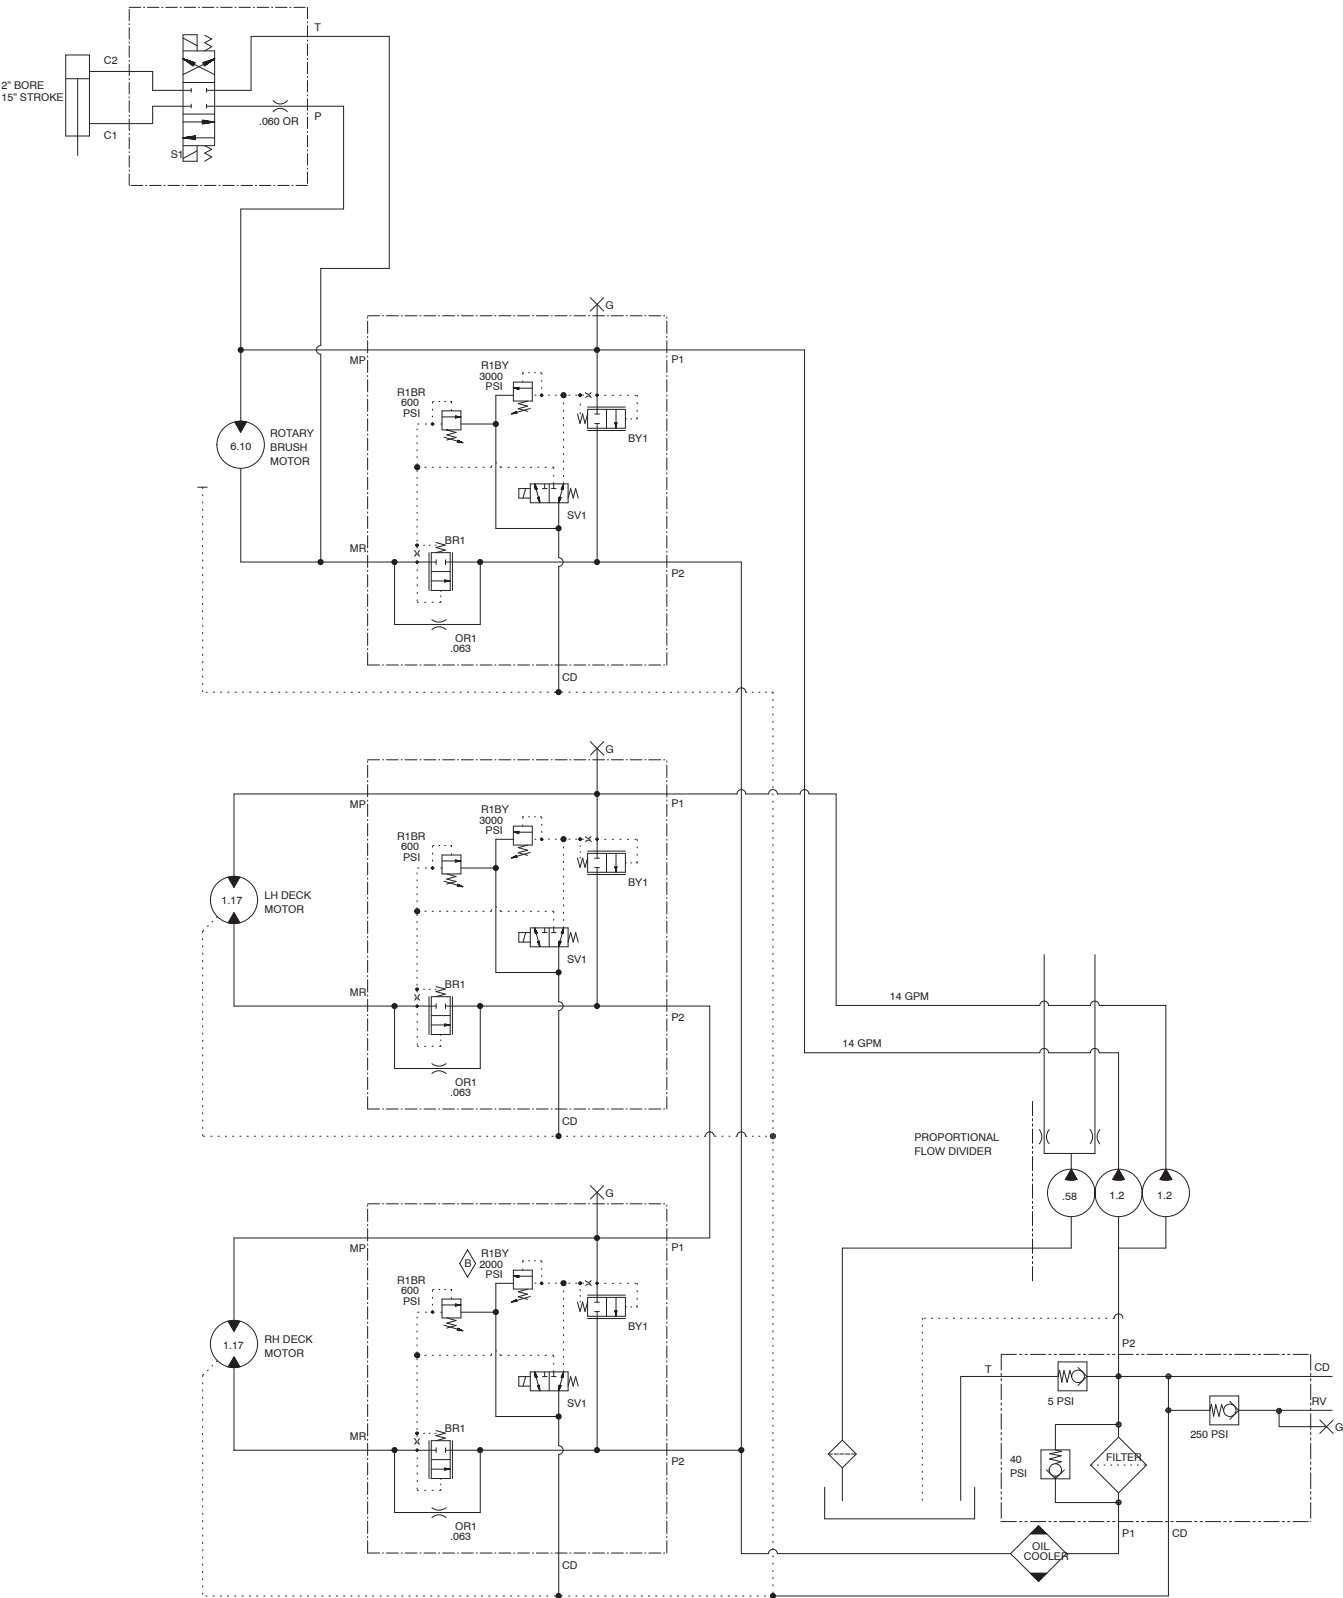 T
C2
2" BORE
15" STROKE
.060 OR
P
C1
S1
G
MP
P1
R1BY
3000
PSI
R1BR
600
PSI
BY1
6.10
ROTARY
BRUSH
MOTOR
SV1
MR
BR1
P2
OR1
.063
CD
G
MP
P1
R1BY
3000
PSI
R1BR
600
PSI
BY1
1.17
LH DECK
MOTOR
SV1
MR
BR1
P2
14 GPM
14 GPM
OR1
.063
CD
PROPORTIONAL
FLOW DIVIDER
.58
1.2
1.2
G
MP
P1
B
R1BY
2000
PSI
R1BR
600
PSI
BY1
1.17
RH DECK
MOTOR
SV1
MR
BR1
P2
OR1
.063
CD
P2
T
CD
5 PSI
RV
250 PSI
G
40
PSI
FILTER
P1
CD
OIL
COOLER